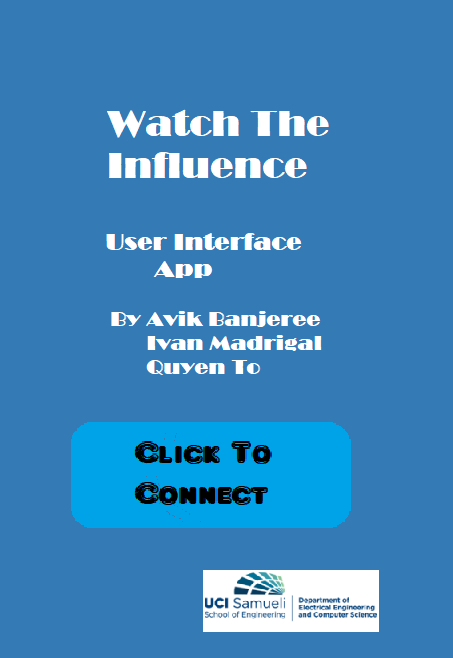 Watch The
Influence
User Interface
App
By Avik Banjeree
Ivan Madrigal
Quyen To
Click To
Connect
UCI Samueli
School of Engineering
Department of
Electrical Engineering
and Computer Science